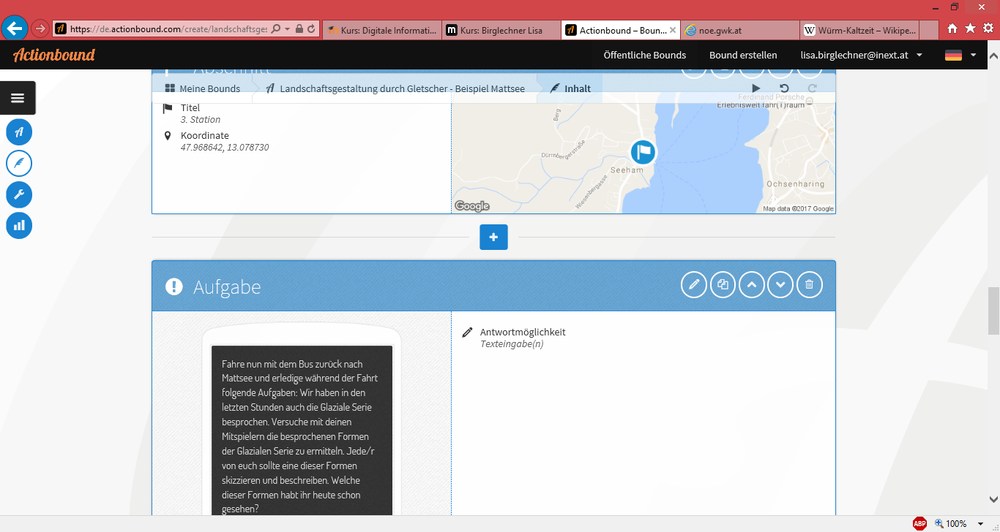 https://de.actionbound.com/create/landschaftsges
Kurs: Digitale Informati...
m Kurs: Birglechner Lisa
Actionbound – Boun...
noe.gwk.at
W Würm-Kaltzeit – Wikipe...
Actionbound
Öffentliche Bounds
Bound erstellen
lisa.birglechner@inext.at
Abschnitt
Meine Bounds
Landschaftsgestaltung durch Gletscher - Beispiel Mattsee
Inhalt
Titel
3. Station
Koordinate
47.968642, 13.078730
Ferdinand Porsche
Erlebniswelt fahr(T)raum
Berg
Dürrnbergerstraße
Seeham
Wiesenbergasse
Ochsenharing
Google
Map data ©2017 Google
Aufgabe
Fahre nun mit dem Bus zurück nach
Mattsee und erledige während der Fahrt
folgende Aufgaben: Wir haben in den
letzten Stunden auch die Glaziale Serie
besprochen. Versuche mit deinen
Mitspielern die besprochenen Formen
der Glazialen Serie zu ermitteln. Jede/r
von euch sollte eine dieser Formen
skizzieren und beschreiben. Welche
dieser Formen habt ihr heute schon
gesehen?
Antwortmöglichkeit
Texteingabe(n)
ABP
100%